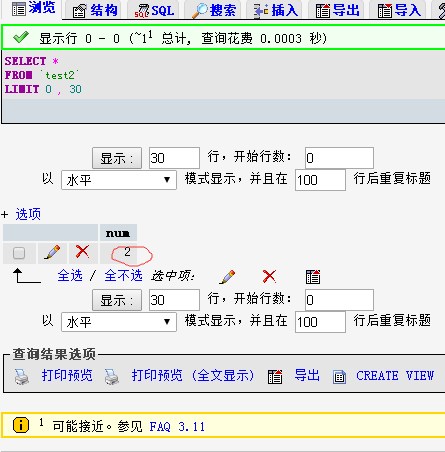 浏览 结构 SQL 搜索 插入 导出 导入
显示行 0 - 0 (~1¹ 总计, 查询花费 0.0003 秒)
SELECT *
FROM `test2`
LIMIT 0 , 30
显示： 30 行，开始行数： 0
以 水平 模式显示，并且在 100 行后重复标题
+ 选项
num
2
全选 / 全不选 选中项：
显示： 30 行，开始行数： 0
以 水平 模式显示，并且在 100 行后重复标题
查询结果选项
打印预览 打印预览 (全文显示) 导出 CREATE VIEW
¹ 可能接近。参见 FAQ 3.11